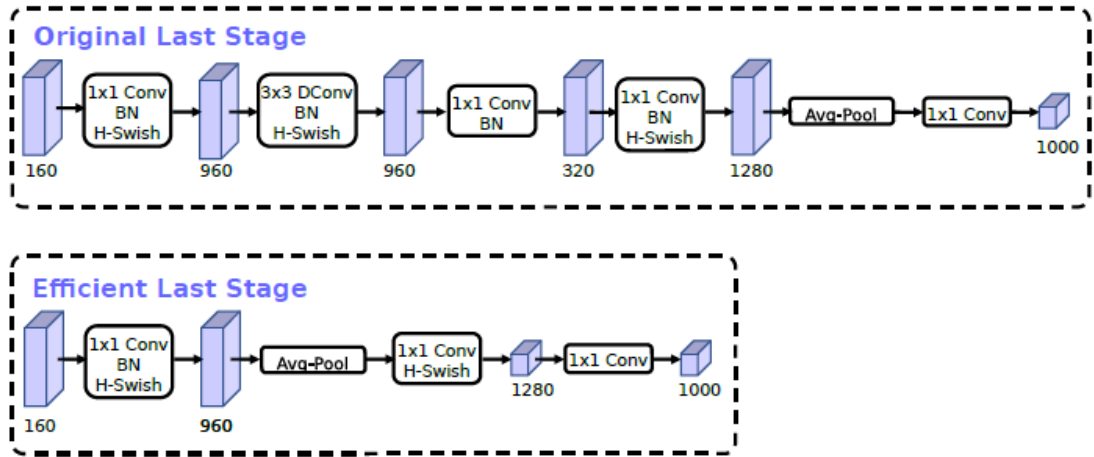 Original Last Stage
1x1 Conv
BN
H-Swish
3x3 DConv
BN
H-Swish
1x1 Conv
BN
1x1 Conv
BN
H-Swish
Avg-Pool
1x1 Conv
160
960
960
320
1280
1000
Efficient Last Stage
1x1 Conv
BN
H-Swish
Avg-Pool
1x1 Conv
H-Swish
1x1 Conv
160
960
1280
1000